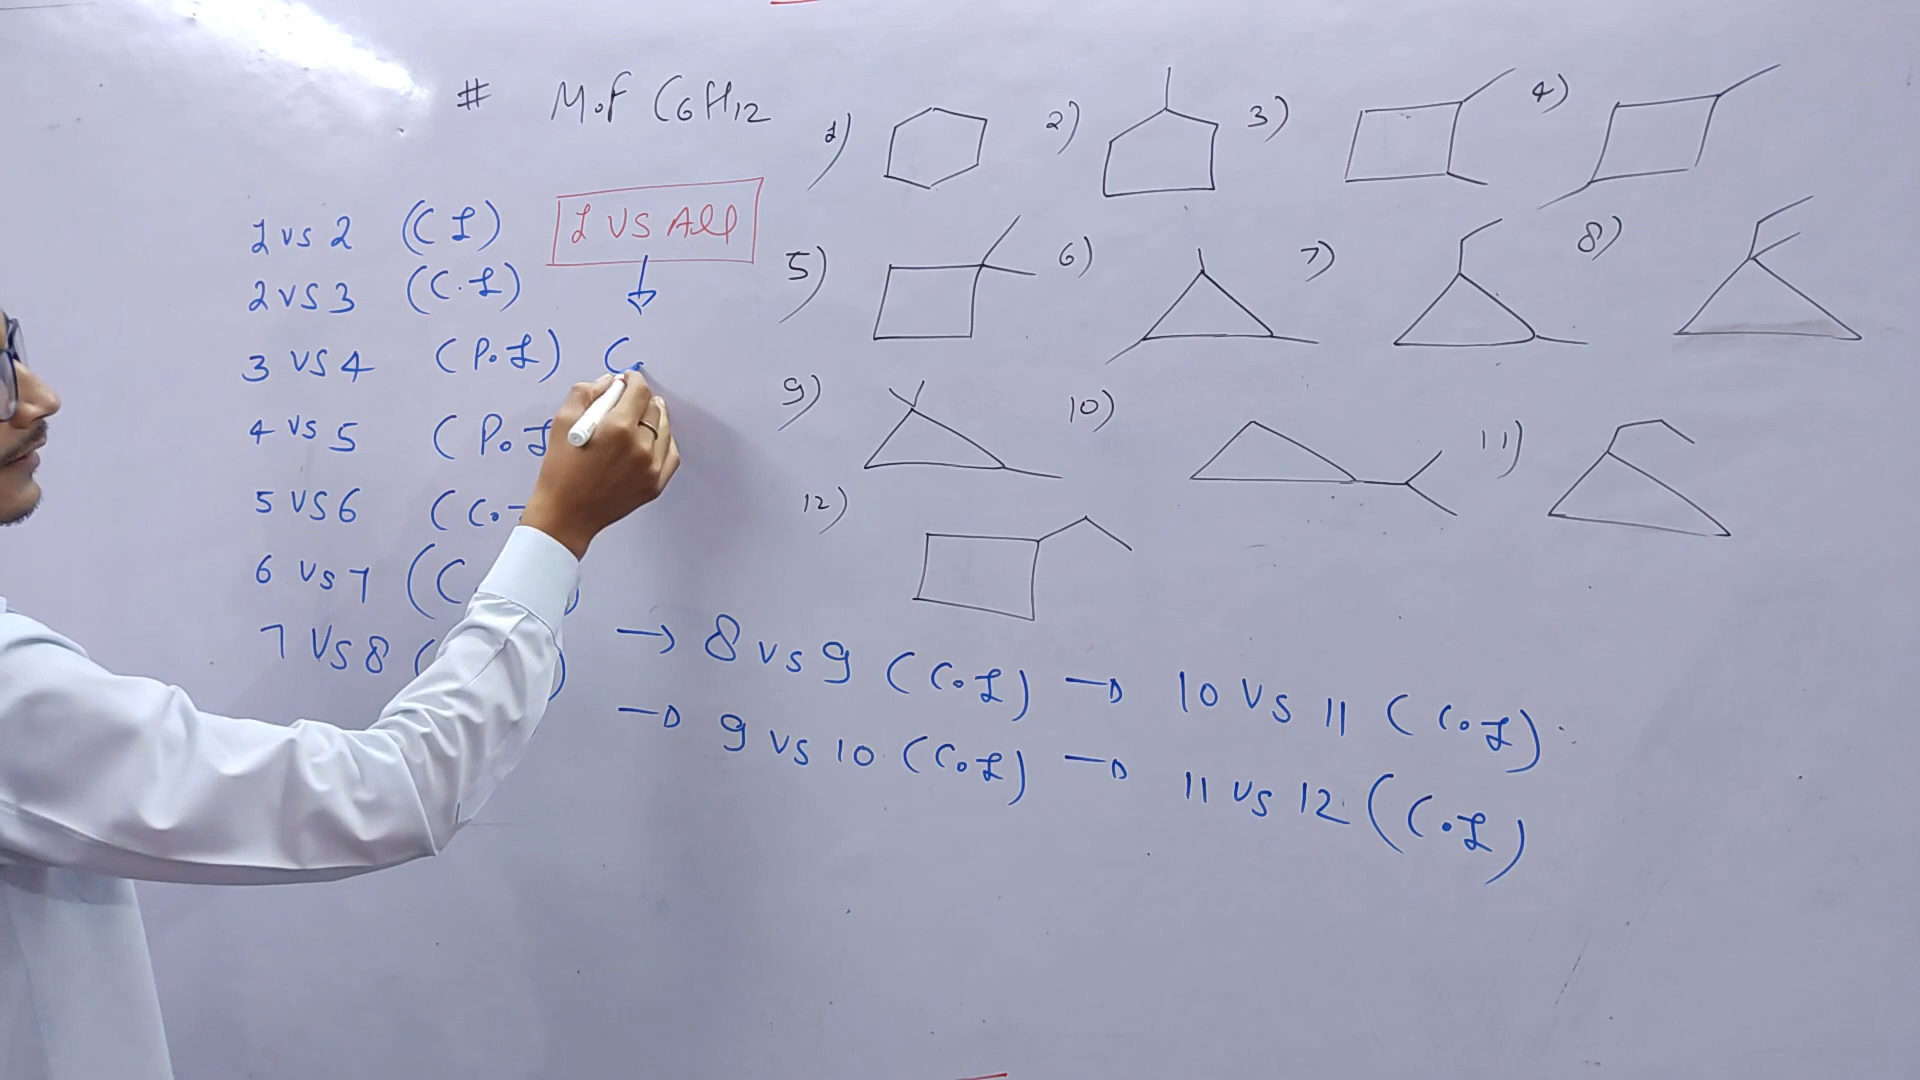 # M.F C6H12
1) 2) 3) 4)
5) 6) 7) 8)
9) 10) 11)
12)
1 vs 2 (C I)
2 vs 3 (C.I)
3 vs 4 (P.I)
4 vs 5 (P.I
5 vs 6 (C.
6 vs 7 (C
7 vs 8 (
1 vs All
C.
→ 8 vs 9 (C.I) → 10 vs 11 (C.I)
→ 9 vs 10 (C.I) → 11 vs 12 (C.I)